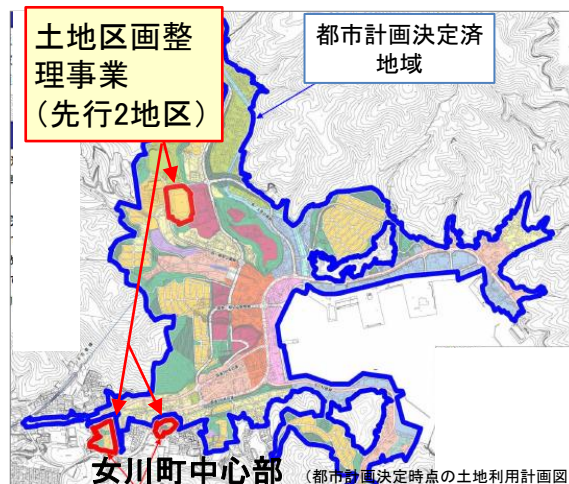 土地区画整
理事業
（先行2地区）
都市計画決定済
地域
女川町中心部
（都市計画決定時点の土地利用計画図